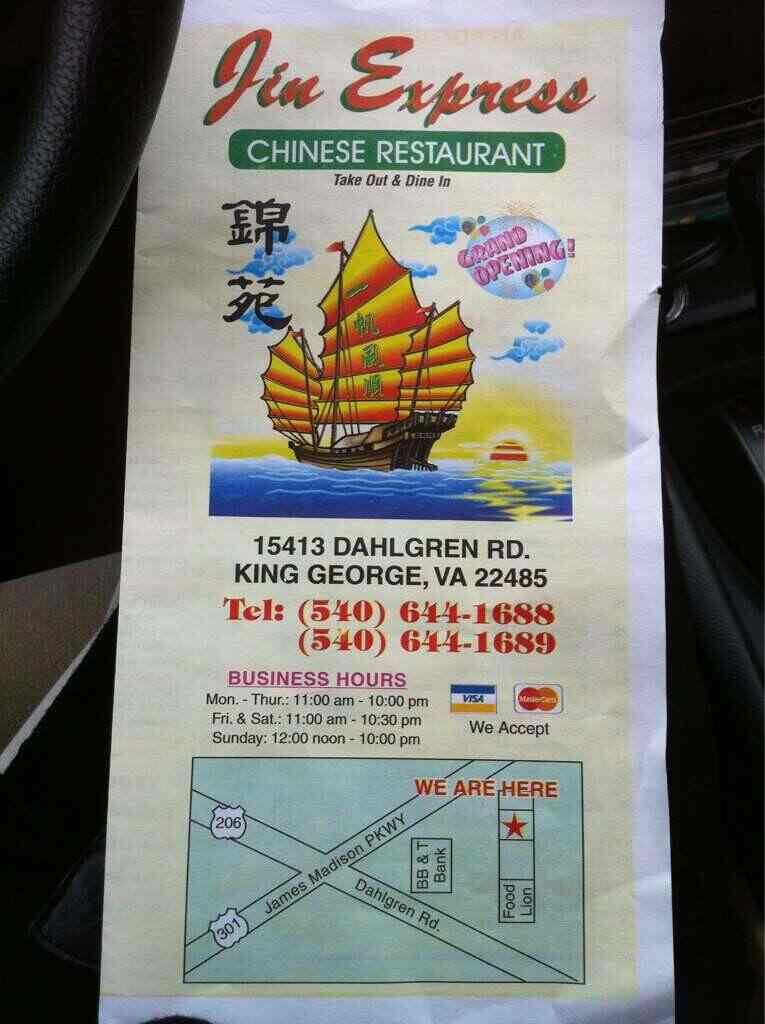 Jin Express
CHINESE RESTAURANT
Take Out & Dine In
錦苑
GRAND
OPENING!
一帆風順
15413 DAHLGREN RD.
KING GEORGE, VA 22485
Tel: (540) 644-1688
(540) 644-1689
BUSINESS HOURS
Mon. - Thur.: 11:00 am - 10:00 pm
Fri. & Sat.: 11:00 am - 10:30 pm
Sunday: 12:00 noon - 10:00 pm
VISA
MasterCard
We Accept
WE ARE HERE
206
James Madison PKWY
BB & T
Bank
Food
Lion
Dahlgren Rd.
301